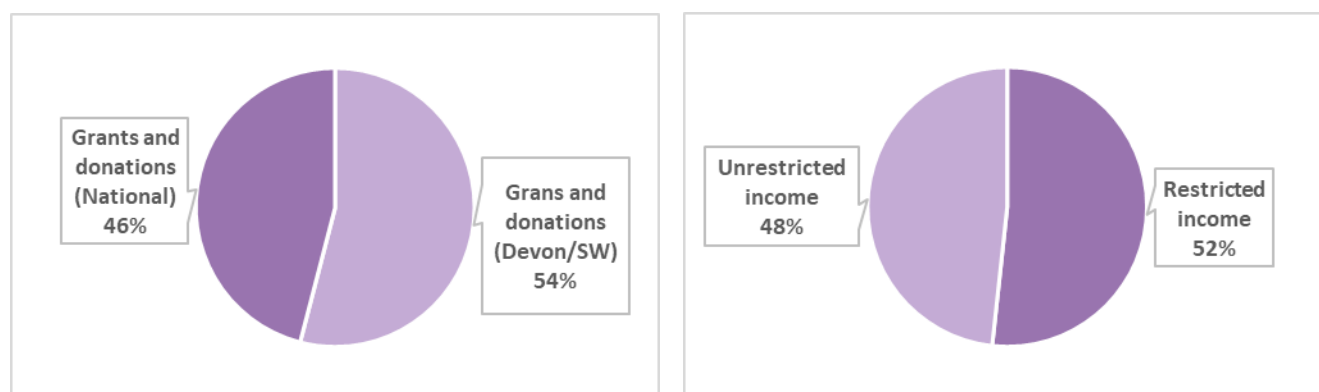 Grants and
donations
(National)
46%
Grans and
donations
(Devon/SW)
54%
Unrestricted
income
48%
Restricted
income
52%